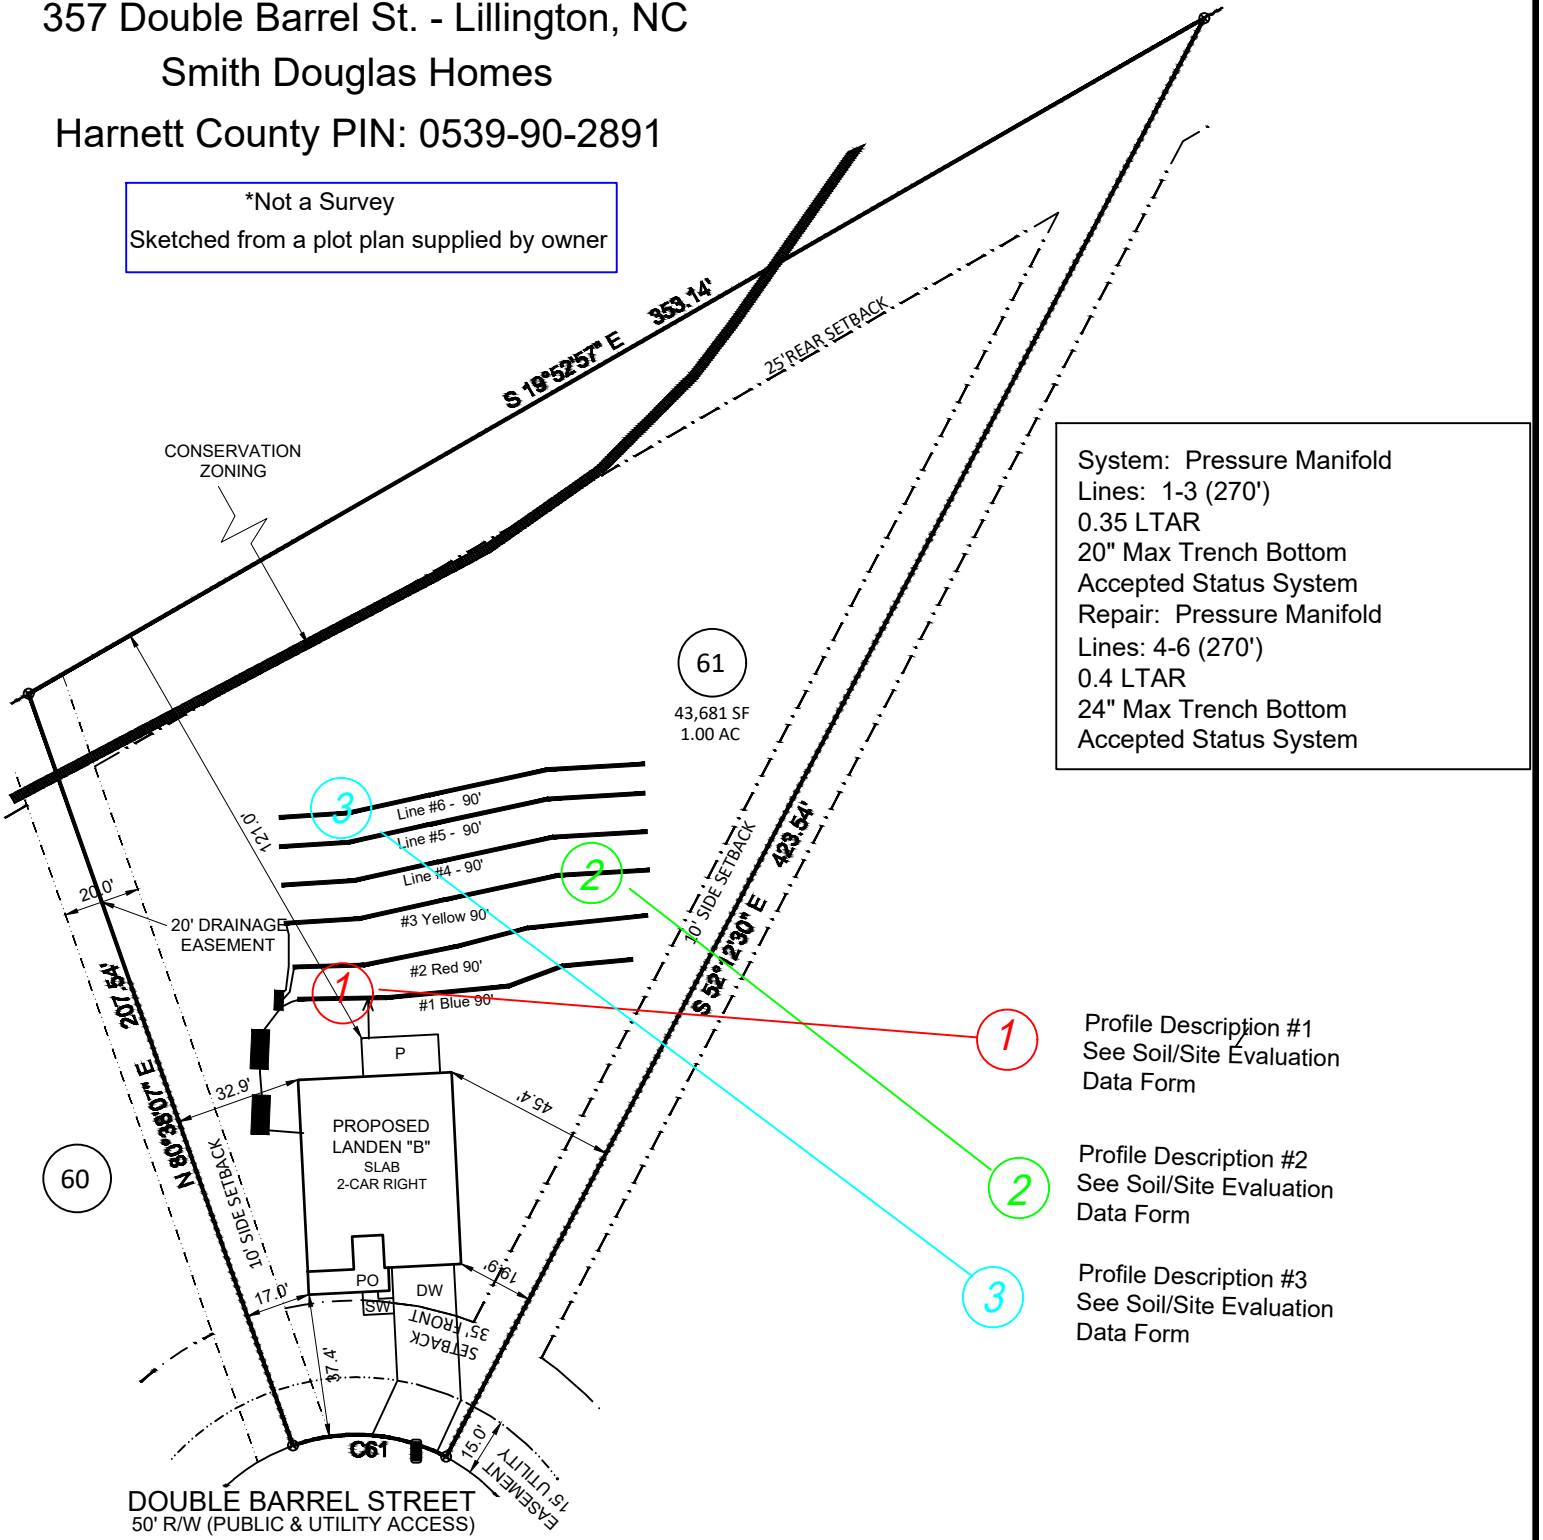 357 Double Barrel St. - Lillington, NC
Smith Douglas Homes
Harnett County PIN: 0539-90-2891
*Not a Survey
Sketched from a plot plan supplied by owner
S 19°52'57" E 353.14'
25'REAR SETBACK
CONSERVATION
ZONING
System: Pressure Manifold
Lines: 1-3 (270')
0.35 LTAR
20" Max Trench Bottom
Accepted Status System
Repair: Pressure Manifold
Lines: 4-6 (270')
0.4 LTAR
24" Max Trench Bottom
Accepted Status System
61
43,681 SF
1.00 AC
3
Line #6 - 90'
Line #5 - 90'
Line #4 - 90'
2
#3 Yellow 90'
#2 Red 90'
1
#1 Blue 90'
121.0'
20.0'
20' DRAINAGE
EASEMENT
N 80°38'07" E 207.54'
10' SIDE SETBACK
S 52°12'30" E 423.54'
10' SIDE SETBACK
P
32.9'
45.4'
PROPOSED
LANDEN "B"
SLAB
2-CAR RIGHT
60
PO
SW
DW
17.0'
19.9'
35' FRONT
SETBACK
37.4'
C61
15.0'
15' UTILITY
EASEMENT
DOUBLE BARREL STREET
50' R/W (PUBLIC & UTILITY ACCESS)
1
Profile Description #1
See Soil/Site Evaluation
Data Form
2
Profile Description #2
See Soil/Site Evaluation
Data Form
3
Profile Description #3
See Soil/Site Evaluation
Data Form